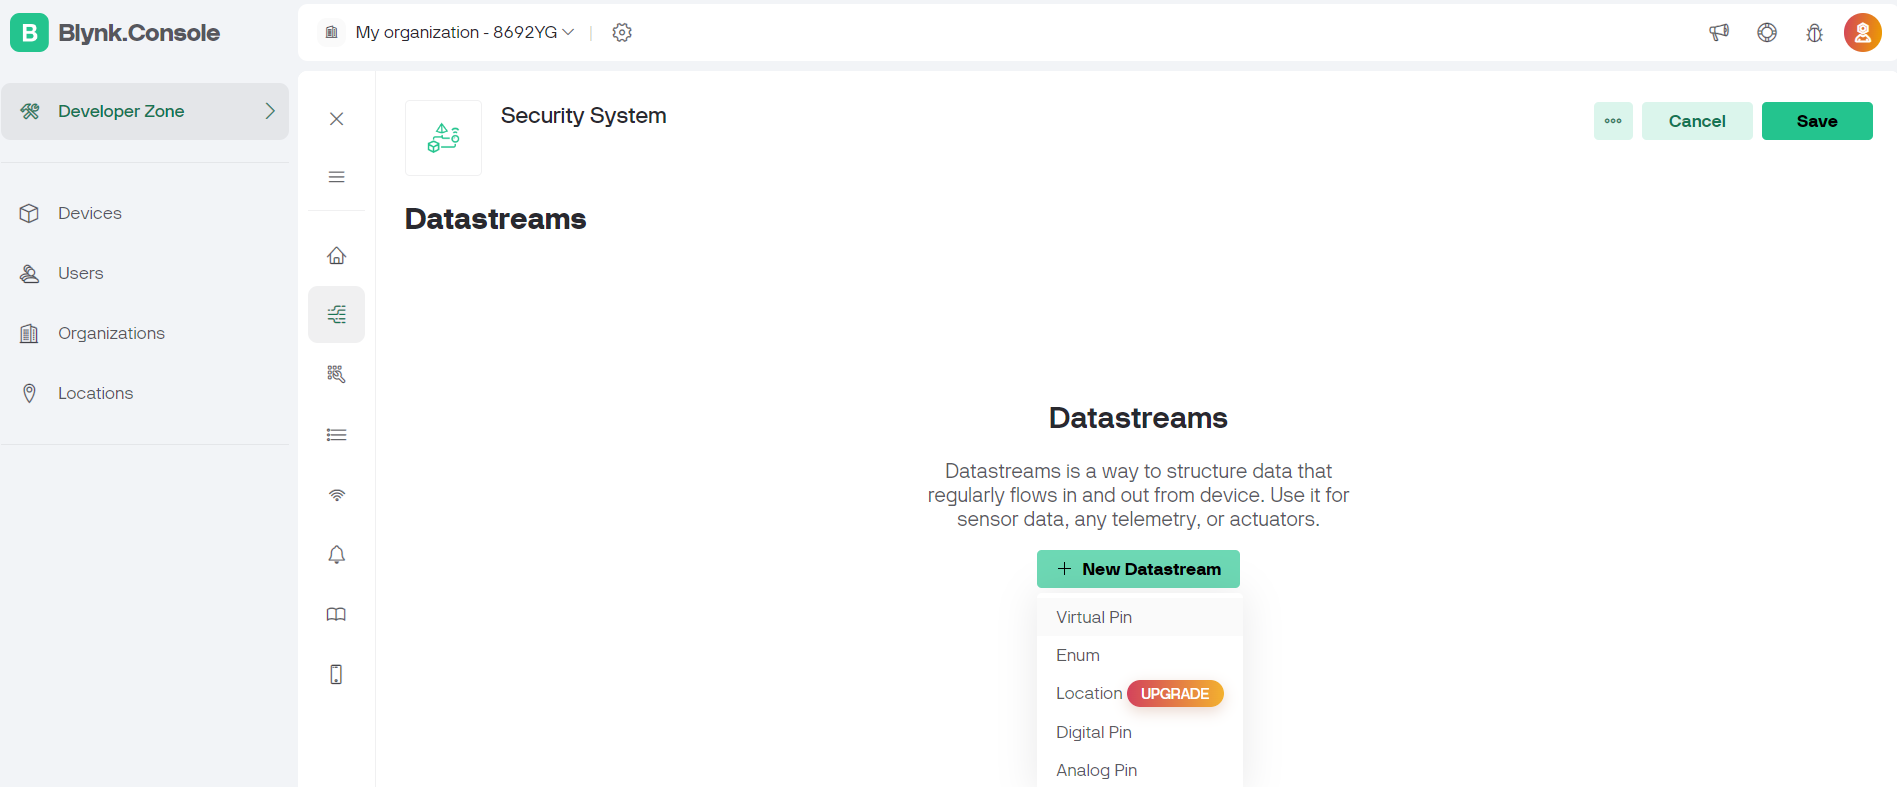 B Blynk.Console
My organization - 8692YG
Developer Zone
Devices
Users
Organizations
Locations
Security System
Cancel
Save
Datastreams
Datastreams
Datastreams is a way to structure data that
regularly flows in and out from device. Use it for
sensor data, any telemetry, or actuators.
+ New Datastream
Virtual Pin
Enum
Location UPGRADE
Digital Pin
Analog Pin